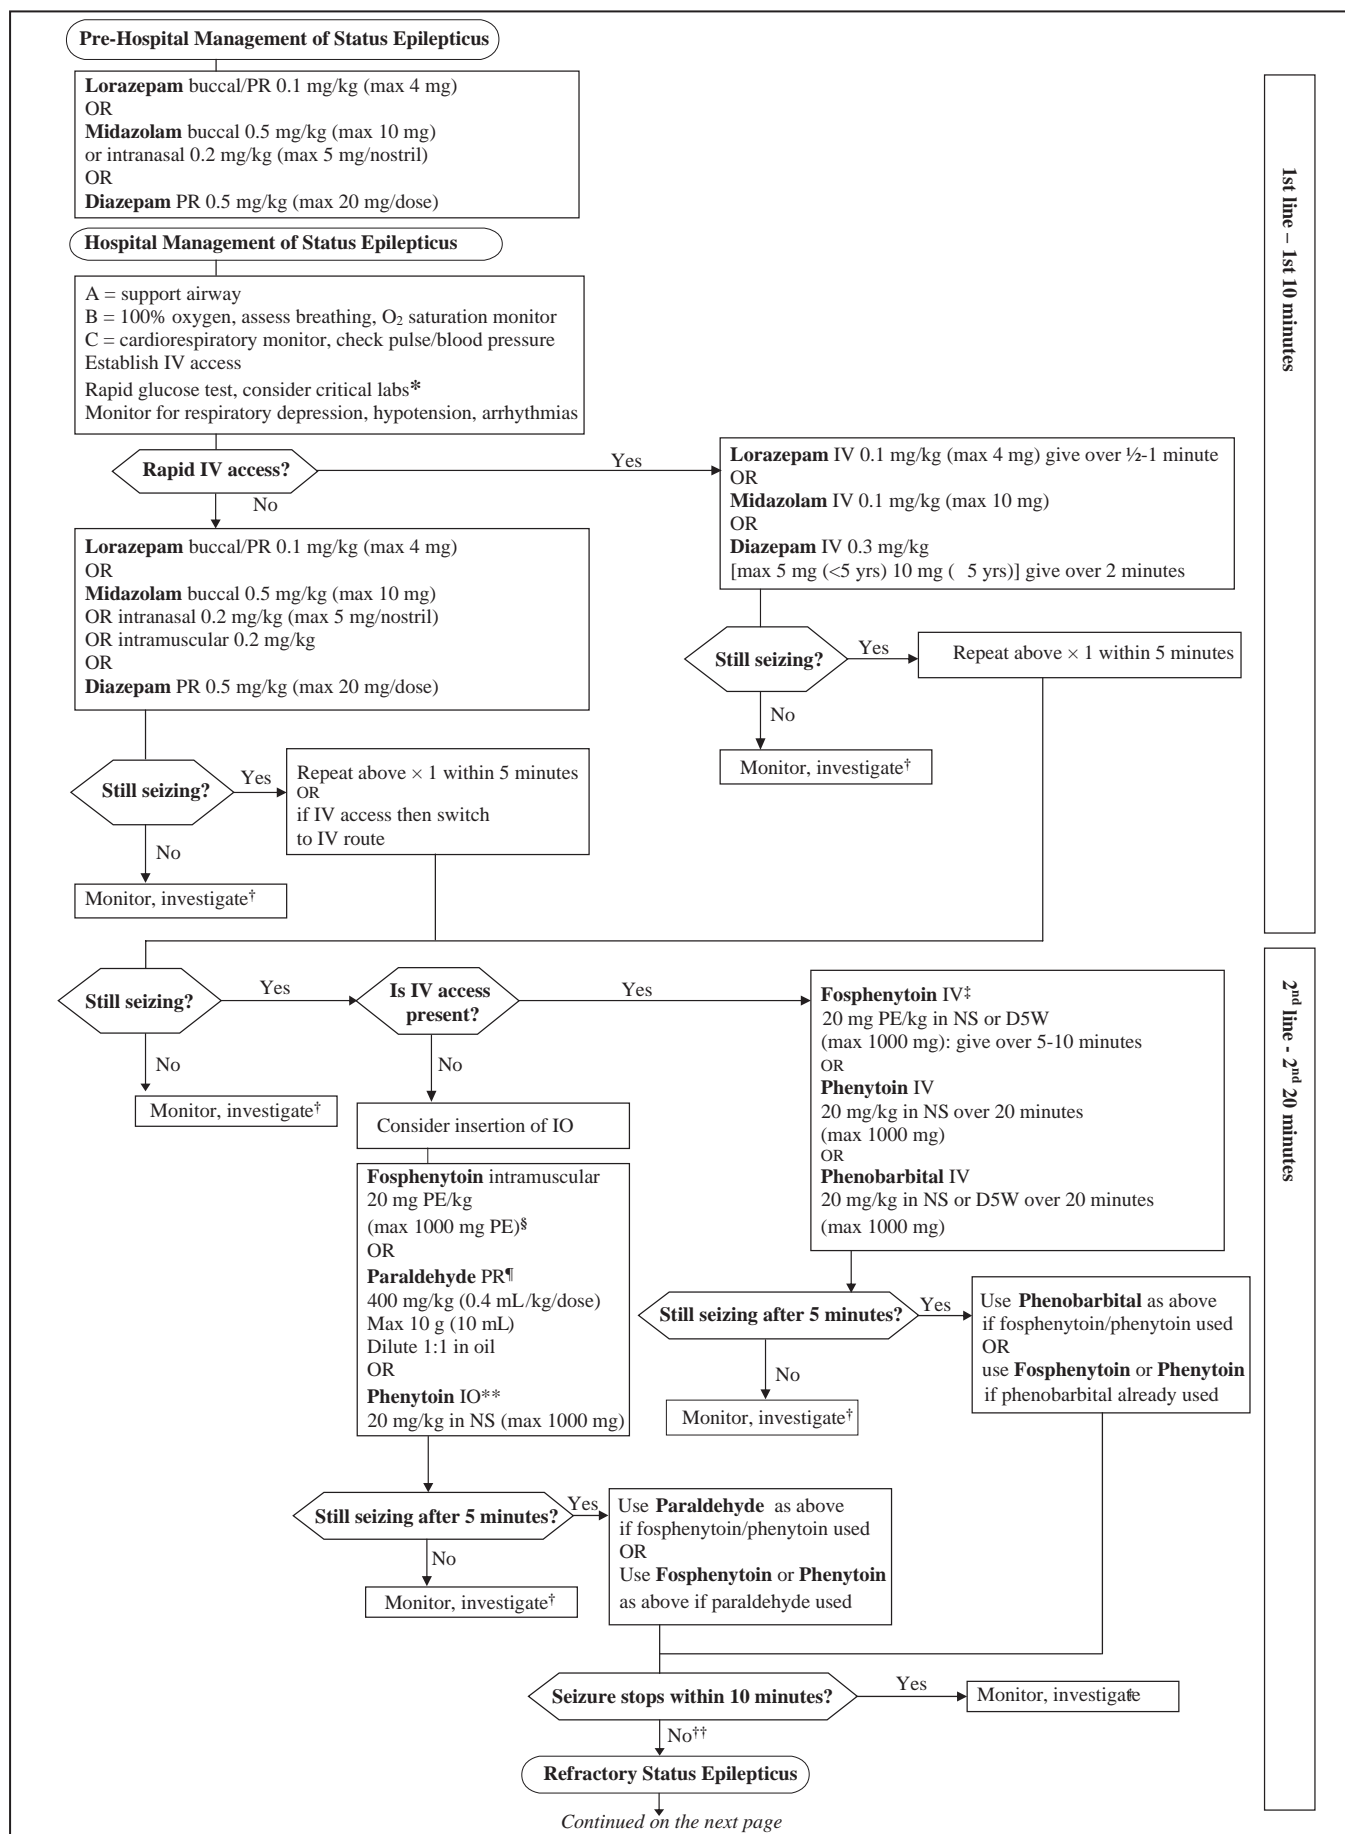 Pre-Hospital Management of Status Epilepticus
Lorazepam buccal/PR 0.1 mg/kg (max 4 mg)
OR
Midazolam buccal 0.5 mg/kg (max 10 mg)
or intranasal 0.2 mg/kg (max 5 mg/nostril)
OR
Diazepam PR 0.5 mg/kg (max 20 mg/dose)
Hospital Management of Status Epilepticus
A = support airway
B = 100% oxygen, assess breathing, O₂ saturation monitor
C = cardiorespiratory monitor, check pulse/blood pressure
Establish IV access
Rapid glucose test, consider critical labs*
Monitor for respiratory depression, hypotension, arrhythmias
Rapid IV access?
Yes
No
Lorazepam IV 0.1 mg/kg (max 4 mg) give over ½-1 minute
OR
Midazolam IV 0.1 mg/kg (max 10 mg)
OR
Diazepam IV 0.3 mg/kg
[max 5 mg (<5 yrs) 10 mg ( 5 yrs)] give over 2 minutes
Still seizing?
Yes
Repeat above × 1 within 5 minutes
No
Monitor, investigate†
Lorazepam buccal/PR 0.1 mg/kg (max 4 mg)
OR
Midazolam buccal 0.5 mg/kg (max 10 mg)
OR intranasal 0.2 mg/kg (max 5 mg/nostril)
OR intramuscular 0.2 mg/kg
OR
Diazepam PR 0.5 mg/kg (max 20 mg/dose)
Still seizing?
Yes
Repeat above × 1 within 5 minutes
OR
if IV access then switch
to IV route
No
Monitor, investigate†
1st line – 1st 10 minutes
Still seizing?
Yes
No
Monitor, investigate†
Is IV access
present?
Yes
No
Consider insertion of IO
Fosphenytoin intramuscular
20 mg PE/kg
(max 1000 mg PE)§
OR
Paraldehyde PR¶
400 mg/kg (0.4 mL/kg/dose)
Max 10 g (10 mL)
Dilute 1:1 in oil
OR
Phenytoin IO**
20 mg/kg in NS (max 1000 mg)
Fosphenytoin IV‡
20 mg PE/kg in NS or D5W
(max 1000 mg): give over 5-10 minutes
OR
Phenytoin IV
20 mg/kg in NS over 20 minutes
(max 1000 mg)
OR
Phenobarbital IV
20 mg/kg in NS or D5W over 20 minutes
(max 1000 mg)
Still seizing after 5 minutes?
Yes
Use Phenobarbital as above
if fosphenytoin/phenytoin used
OR
use Fosphenytoin or Phenytoin
if phenobarbital already used
No
Monitor, investigate†
Still seizing after 5 minutes?
Yes
Use Paraldehyde as above
if fosphenytoin/phenytoin used
OR
Use Fosphenytoin or Phenytoin
as above if paraldehyde used
No
Monitor, investigate†
Seizure stops within 10 minutes?
Yes
Monitor, investigate
No††
Refractory Status Epilepticus
Continued on the next page
2nd line - 2nd 20 minutes